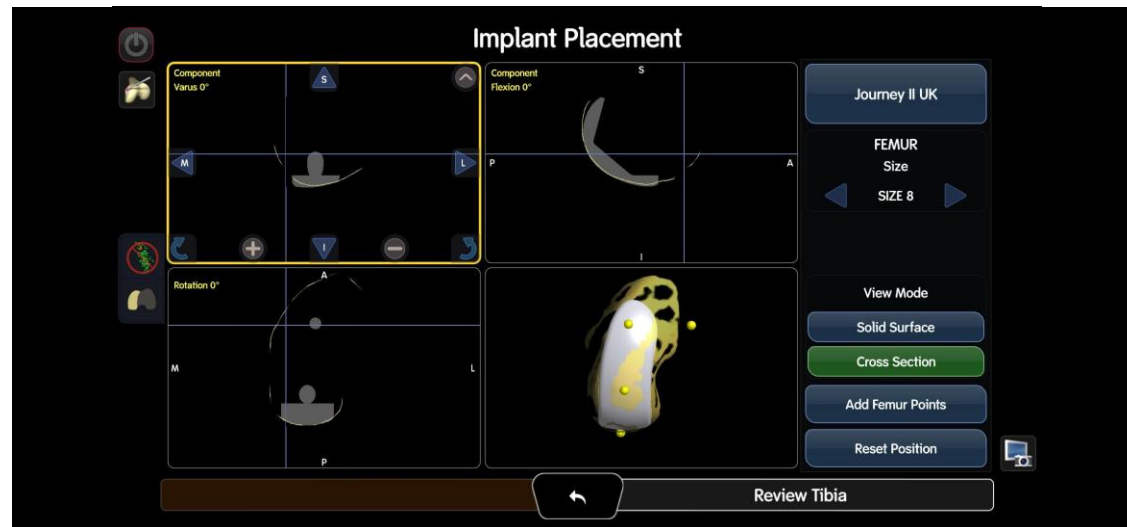 Implant Placement
Component
Varus 0°
S
M
L
I
Component
Flexion 0°
S
P
A
I
Rotation 0°
A
M
L
P
Journey II UK
FEMUR
Size
SIZE 8
View Mode
Solid Surface
Cross Section
Add Femur Points
Reset Position
Review Tibia